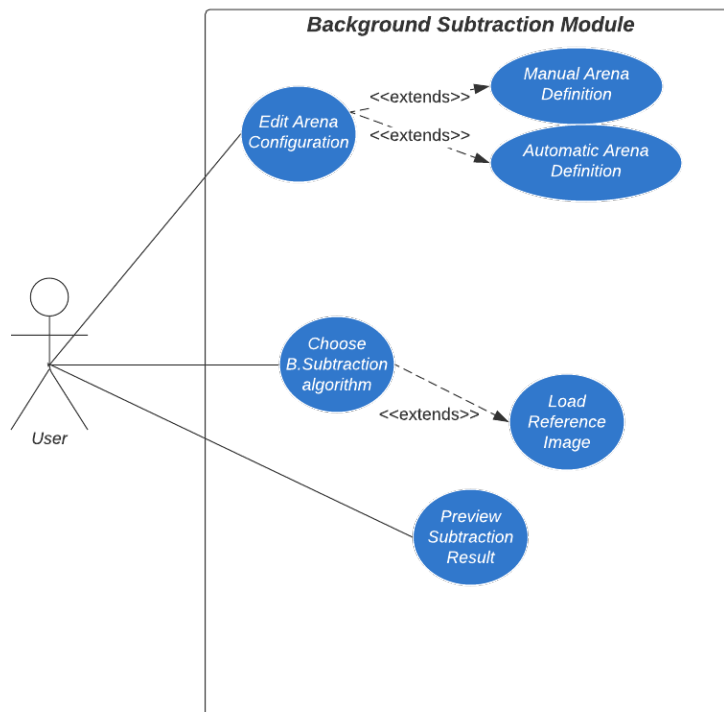 Background Subtraction Module
Manual Arena
Definition
<<extends>>
Edit Arena
Configuration
<<extends>>
Automatic Arena
Definition
Choose
B.Subtraction
algorithm
<<extends>>
Load
Reference
Image
User
Preview
Subtraction
Result